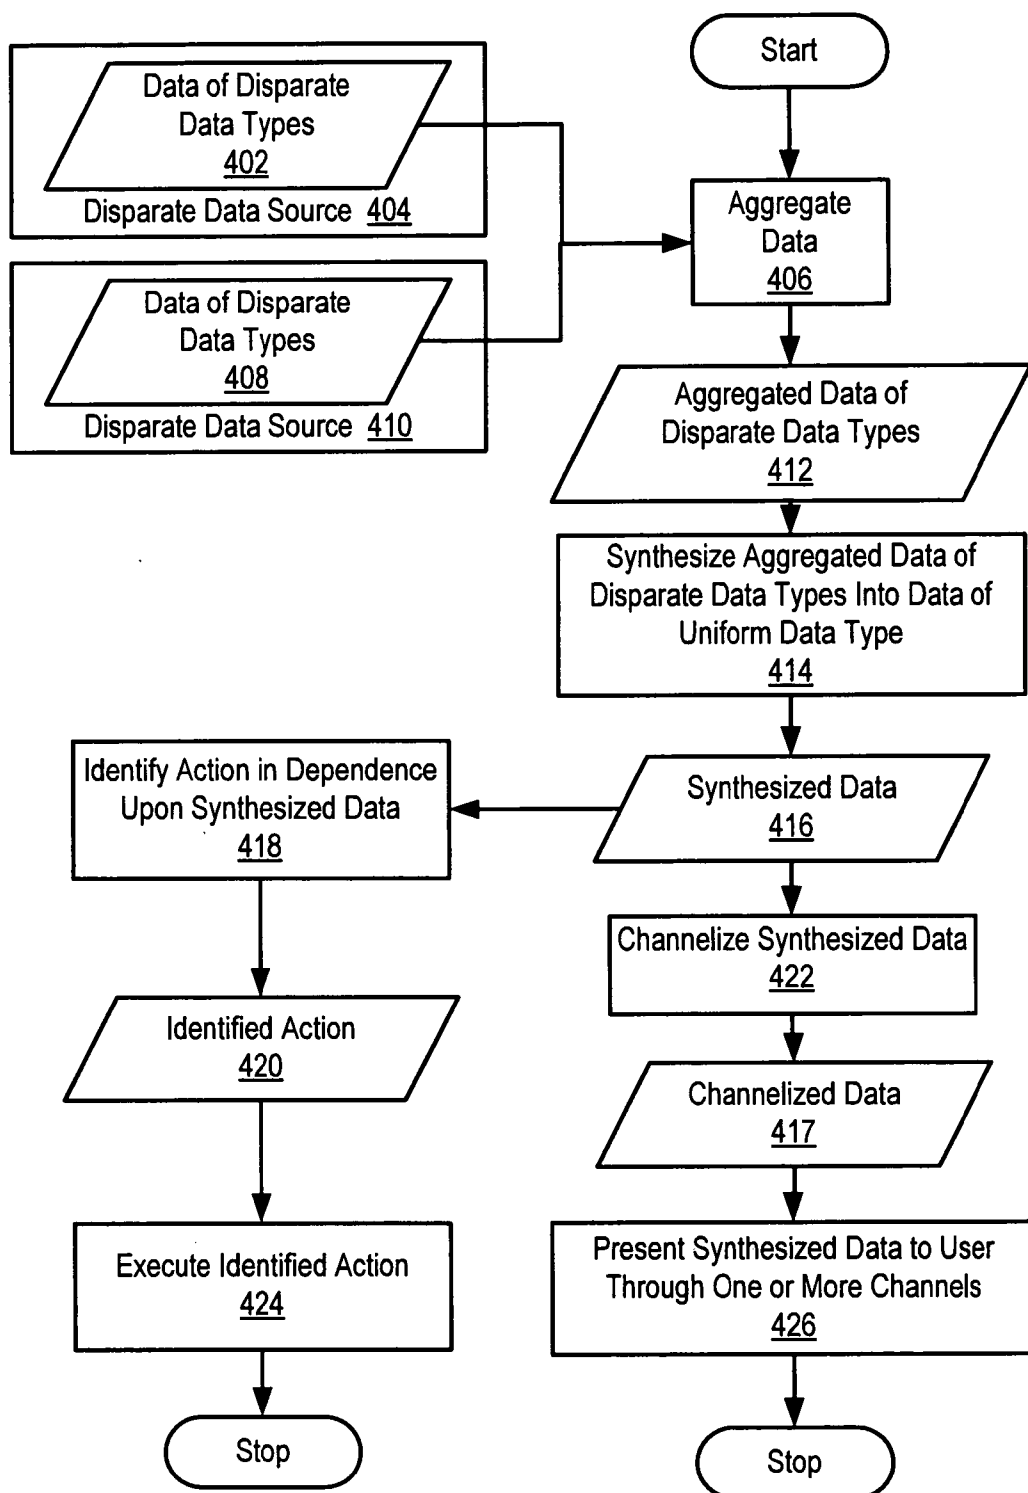 Start
Data of Disparate
Data Types
402
Disparate Data Source 404
Aggregate
Data
406
Data of Disparate
Data Types
408
Disparate Data Source 410
Aggregated Data of
Disparate Data Types
412
Synthesize Aggregated Data of
Disparate Data Types Into Data of
Uniform Data Type
414
Identify Action in Dependence
Upon Synthesized Data
418
Synthesized Data
416
Channelize Synthesized Data
422
Identified Action
420
Channelized Data
417
Execute Identified Action
424
Present Synthesized Data to User
Through One or More Channels
426
Stop
Stop